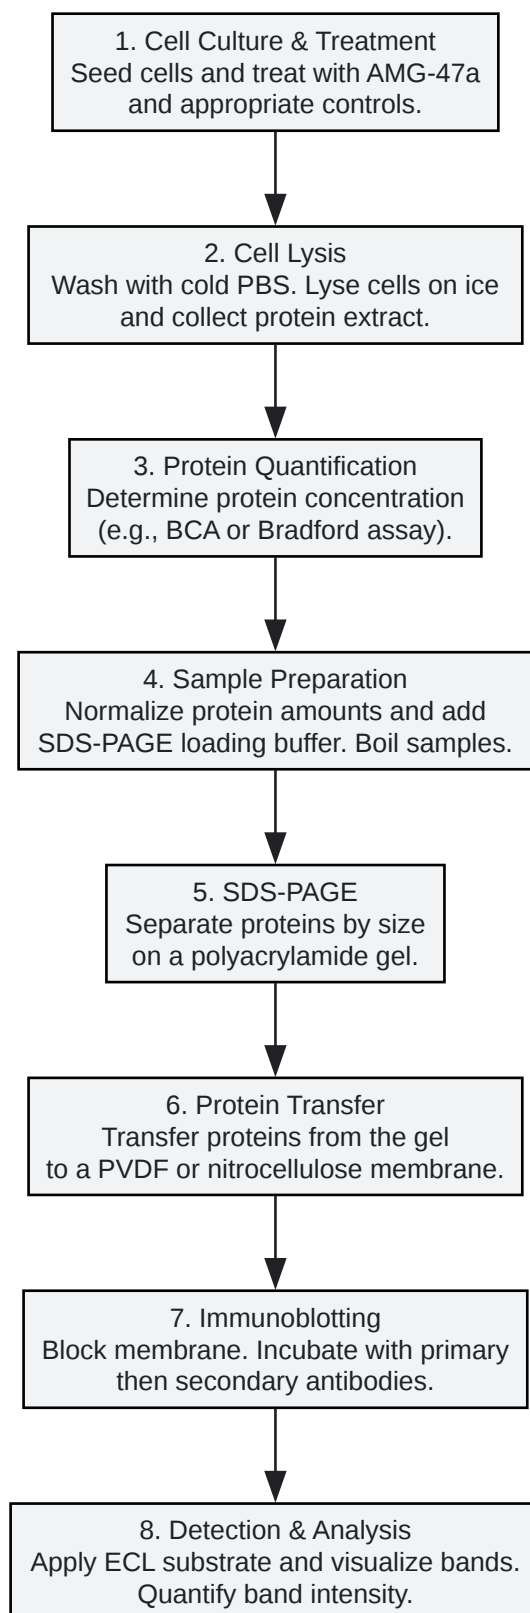 1. Cell Culture & Treatment
Seed cells and treat with AMG-47a
and appropriate controls.
2. Cell Lysis
Wash with cold PBS. Lyse cells on ice
and collect protein extract.
3. Protein Quantification
Determine protein concentration
(e.g., BCA or Bradford assay).
4. Sample Preparation
Normalize protein amounts and add
SDS-PAGE loading buffer. Boil samples.
5. SDS-PAGE
Separate proteins by size
on a polyacrylamide gel.
6. Protein Transfer
Transfer proteins from the gel
to a PVDF or nitrocellulose membrane.
7. Immunoblotting
Block membrane. Incubate with primary
then secondary antibodies.
8. Detection & Analysis
Apply ECL substrate and visualize bands.
Quantify band intensity.